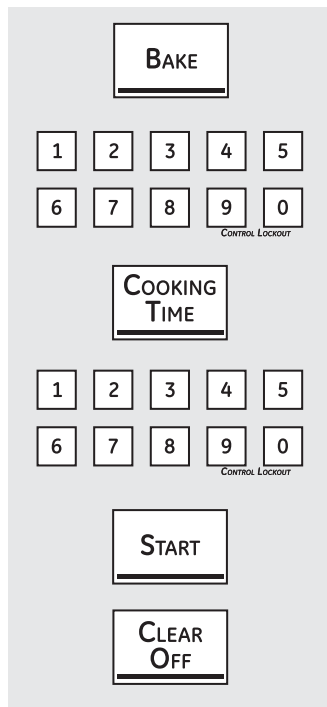 BAKE
1 2 3 4 5
6 7 8 9 0
CONTROL LOCKOUT
COOKING
TIME
1 2 3 4 5
6 7 8 9 0
CONTROL LOCKOUT
START
CLEAR
OFF